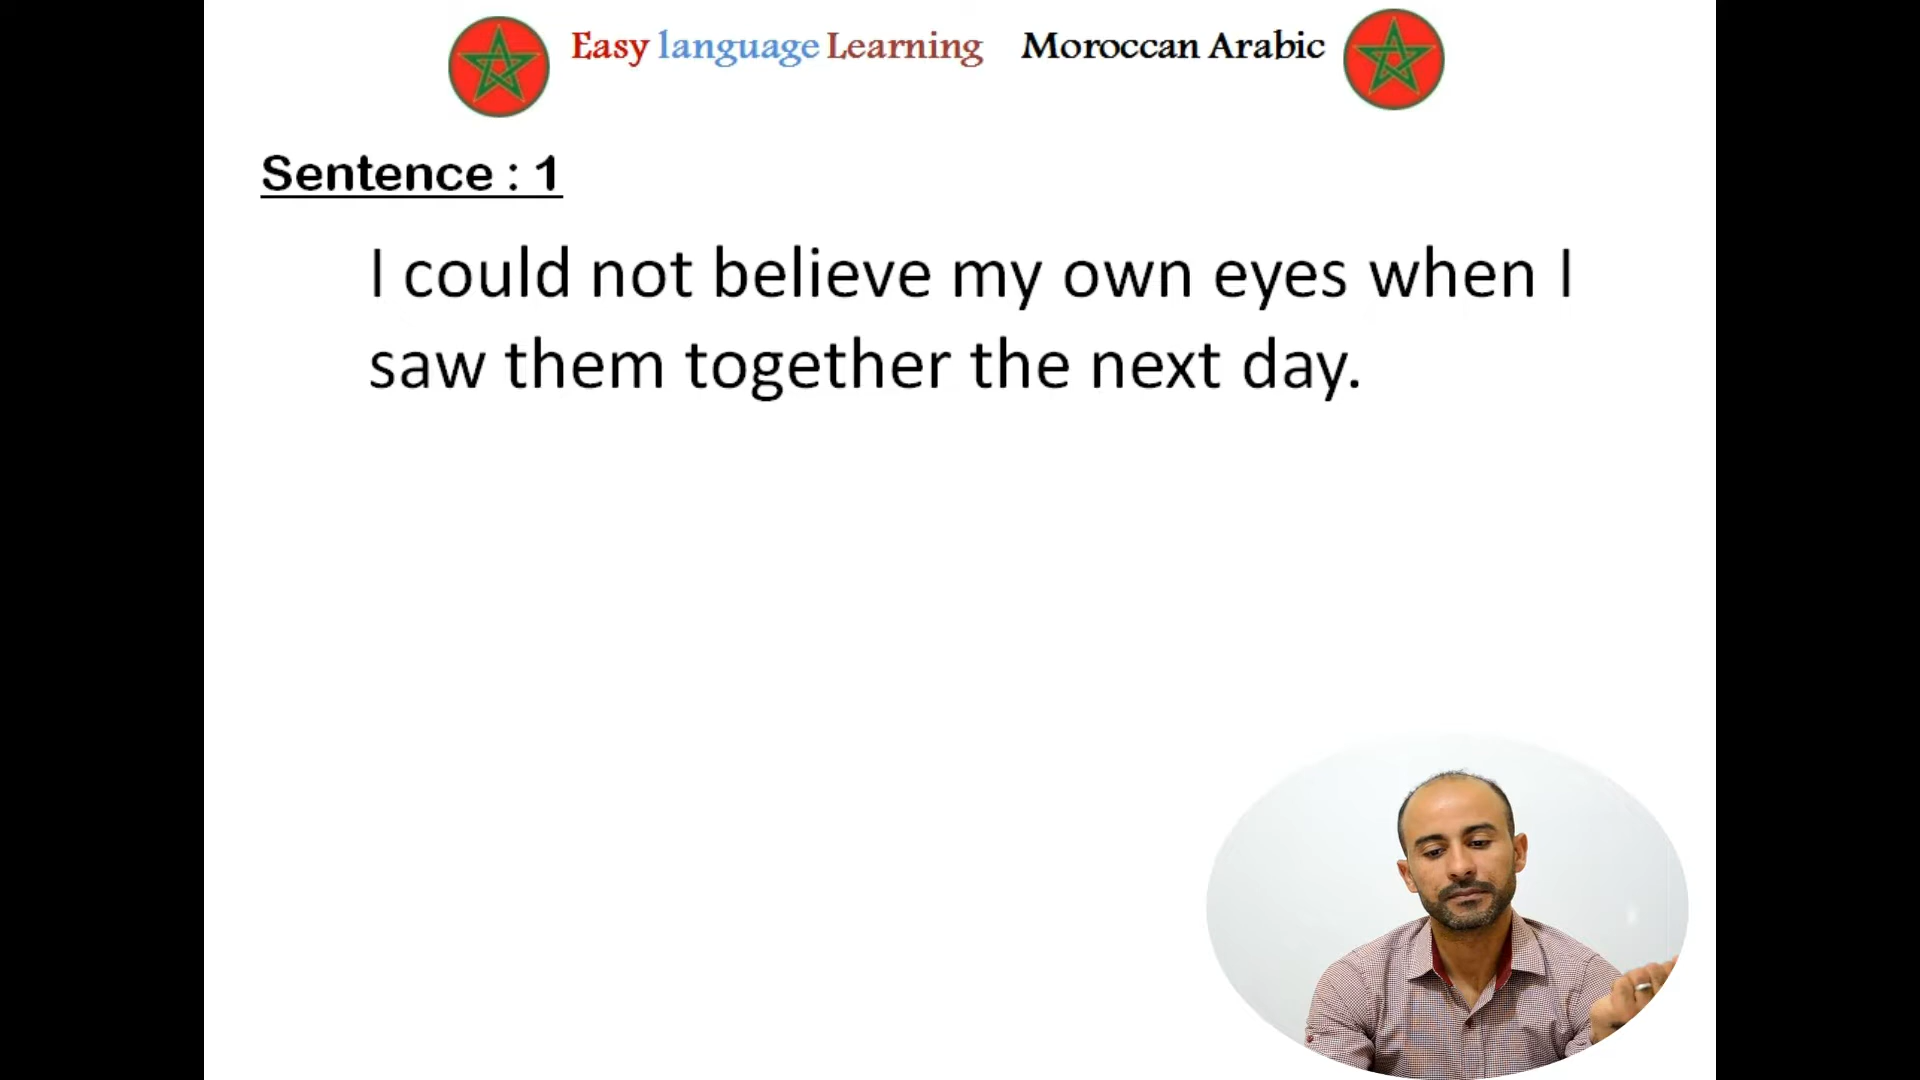 Easy language Learning Moroccan Arabic
Sentence : 1
I could not believe my own eyes when I
saw them together the next day.